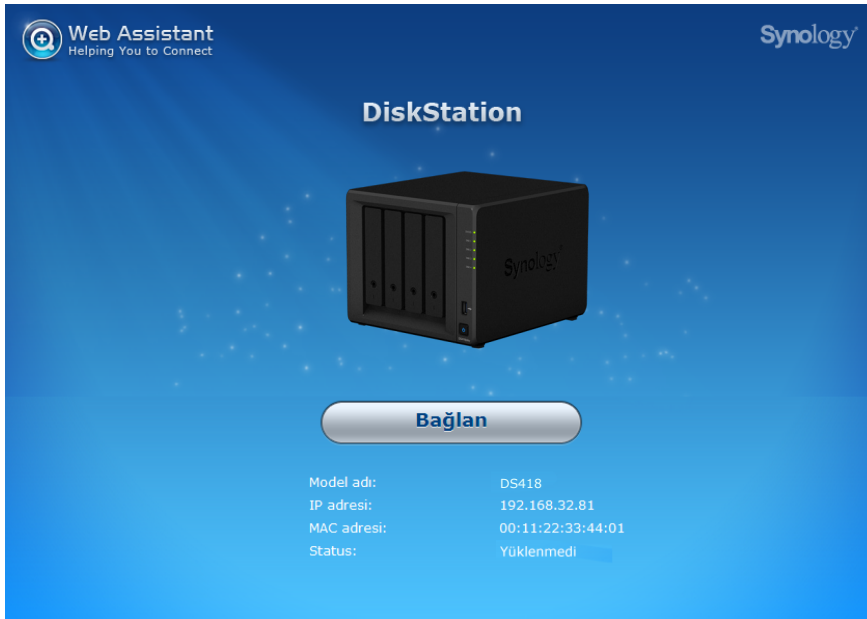 Web Assistant
Helping You to Connect
Synology
DiskStation
Synology
Bağlan
Model adı: DS418
IP adresi: 192.168.32.81
MAC adresi: 00:11:22:33:44:01
Status: Yüklenmedi